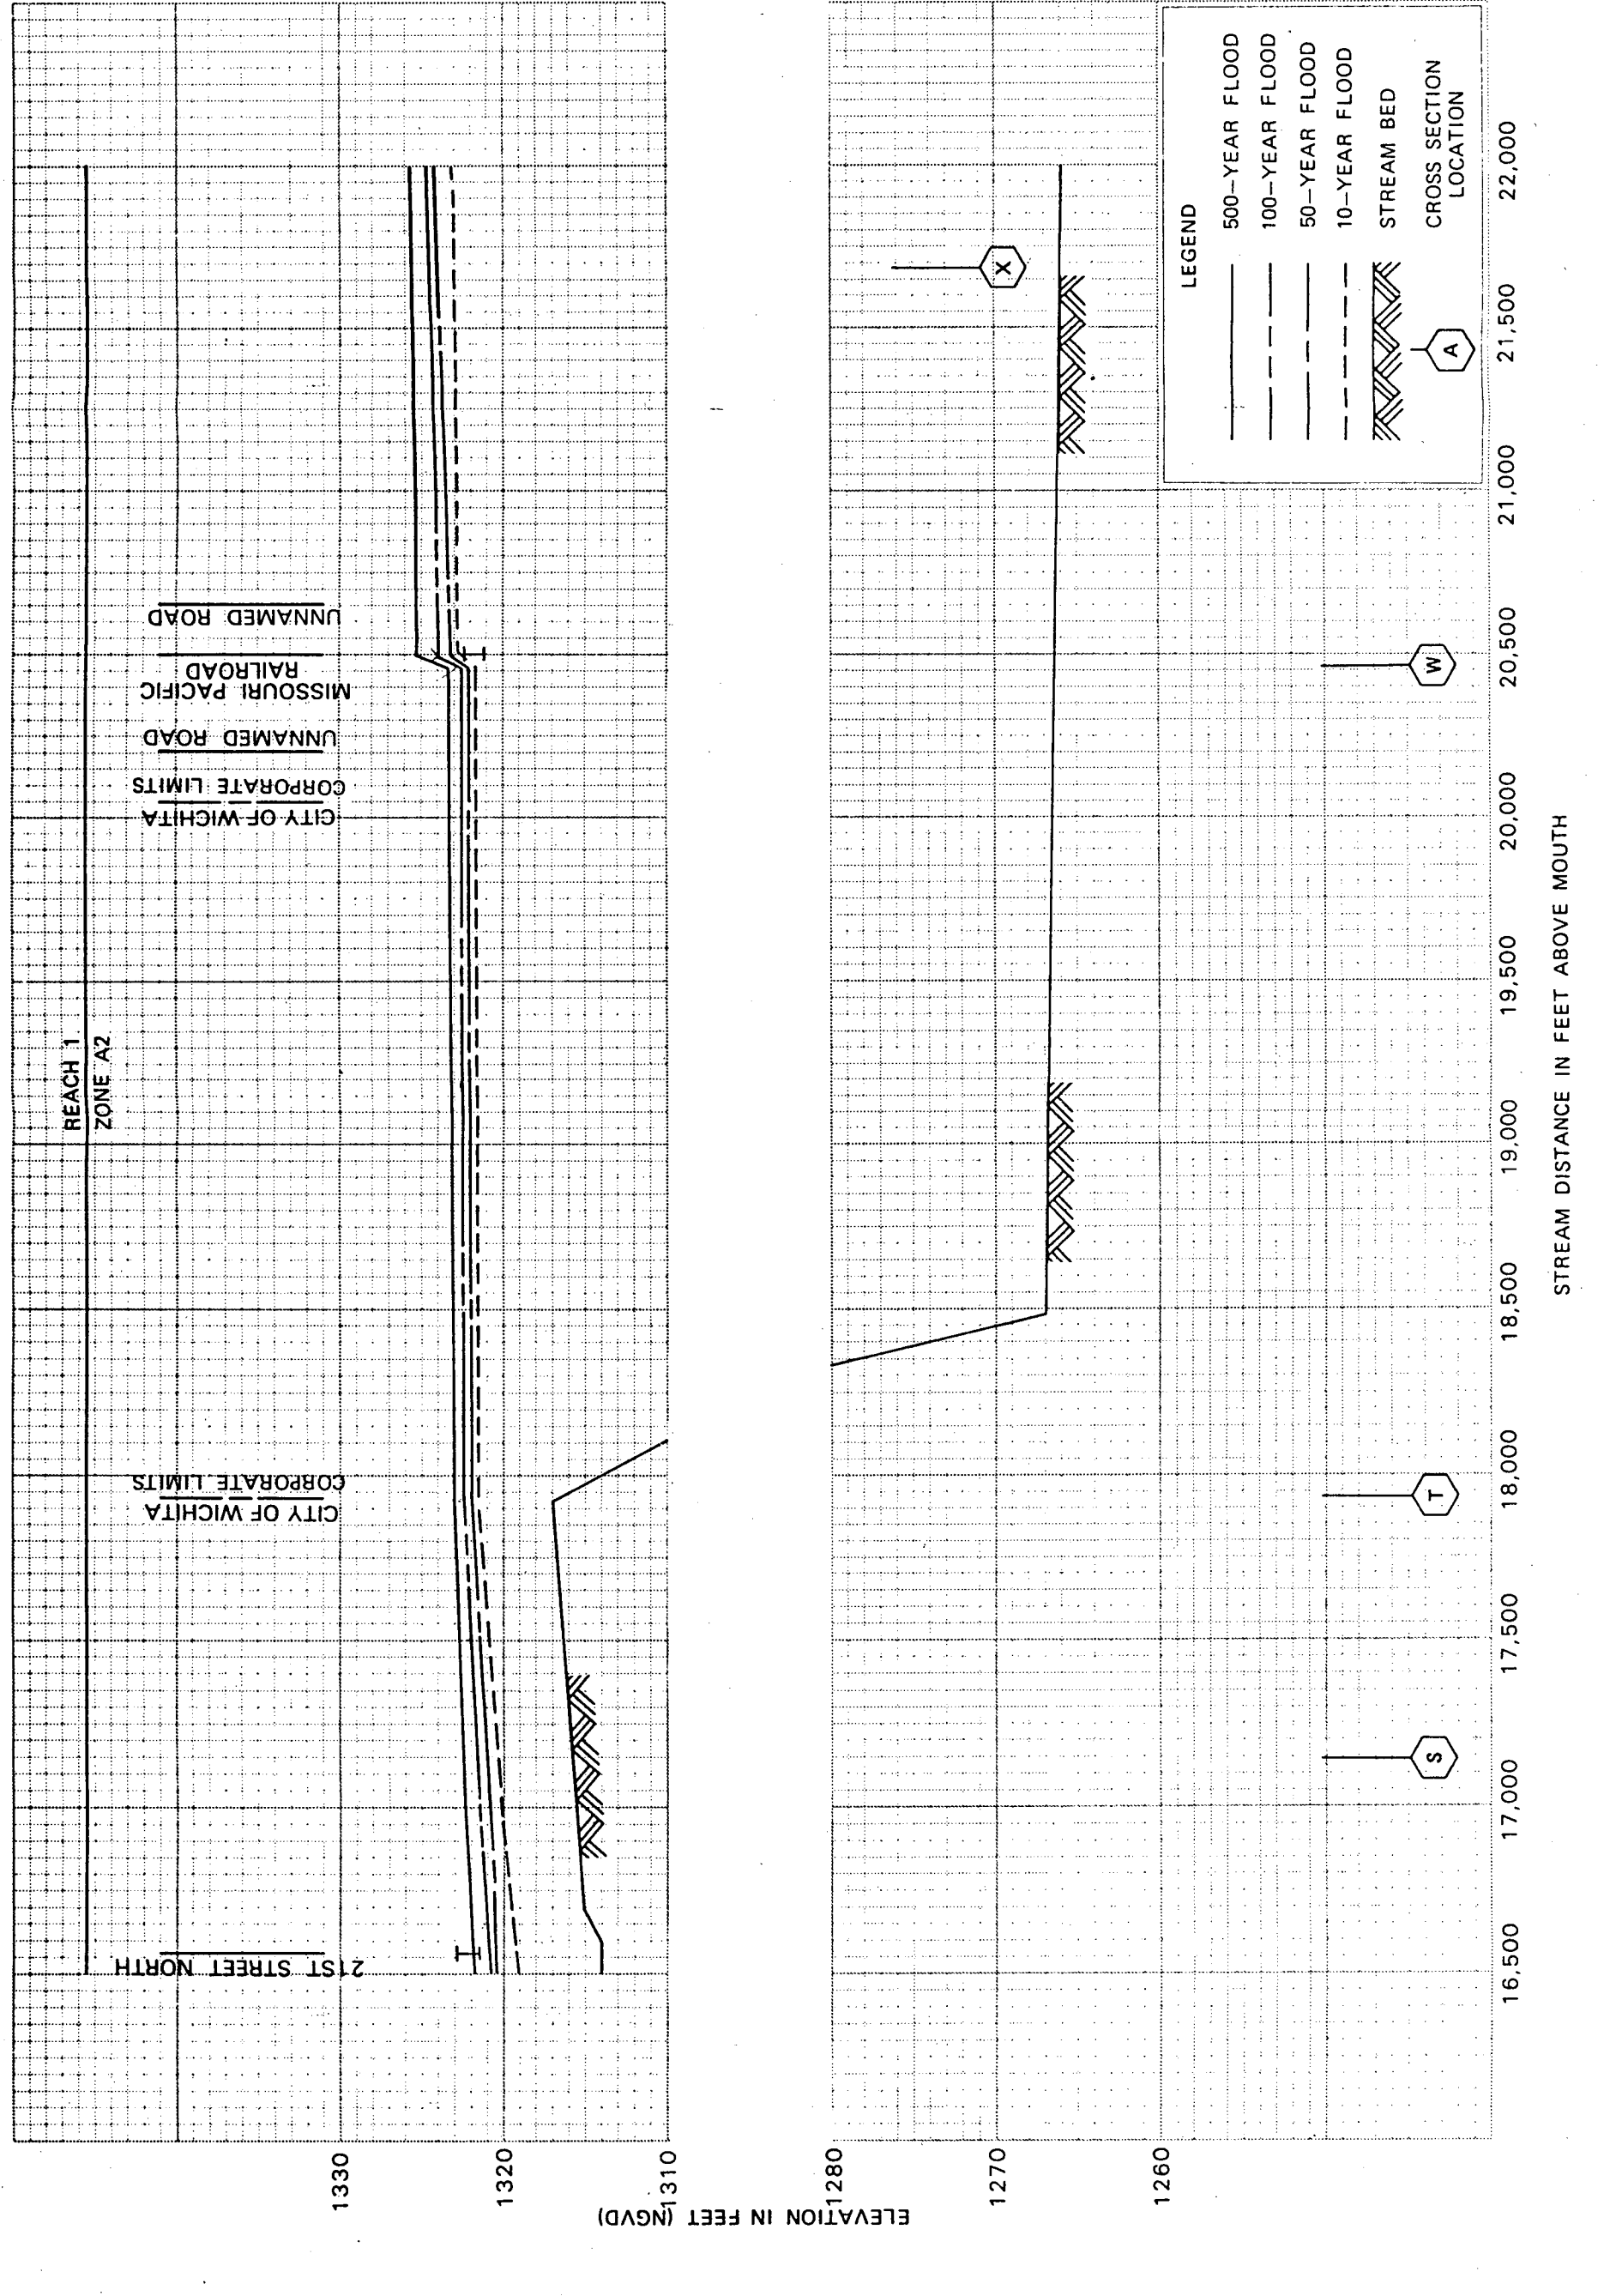 REACH 1
ZONE A2
21ST STREET NORTH
CITY OF WICHITA
CORPORATE LIMITS
CITY OF WICHITA
CORPORATE LIMITS
UNNAMED ROAD
MISSOURI PACIFIC
RAILROAD
UNNAMED ROAD
1330
1320
1310
1280
1270
1260
ELEVATION IN FEET (NGVD)
S
T
W
X
LEGEND
500-YEAR FLOOD
100-YEAR FLOOD
50-YEAR FLOOD
10-YEAR FLOOD
STREAM BED
A
CROSS SECTION
LOCATION
16,500
17,000
17,500
18,000
18,500
19,000
19,500
20,000
20,500
21,000
21,500
22,000
STREAM DISTANCE IN FEET ABOVE MOUTH